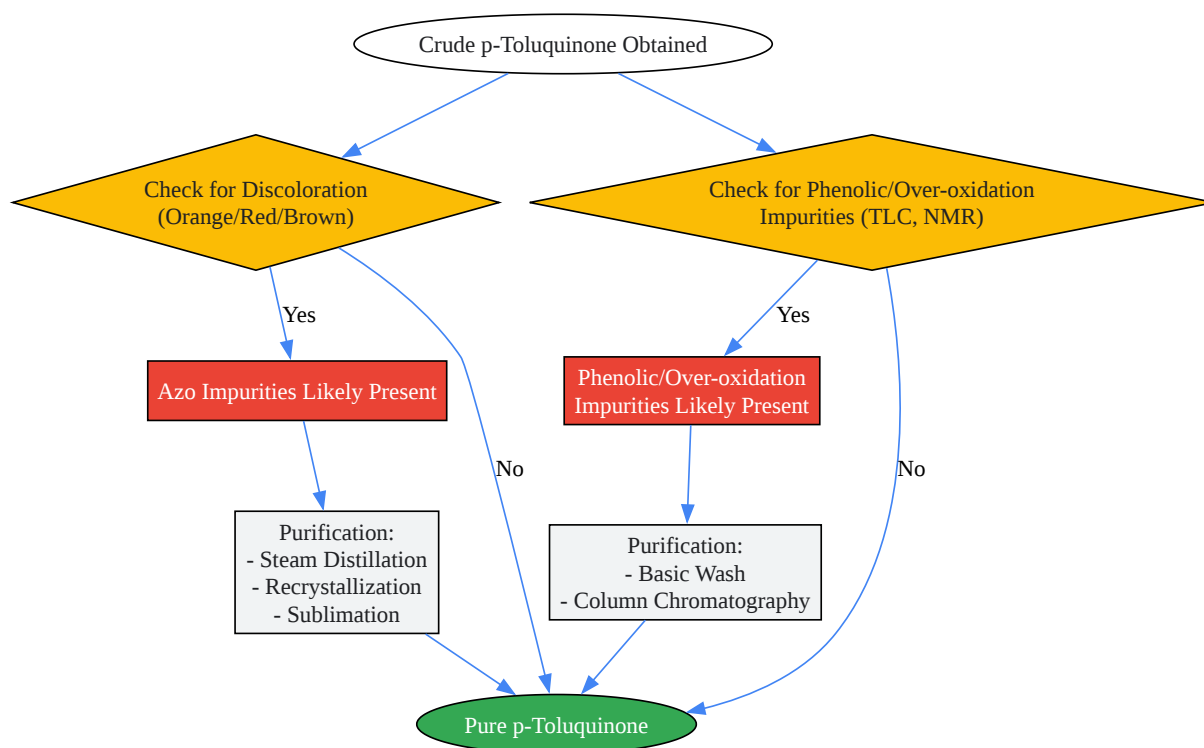 Crude p-Toluquinone Obtained
Check for Discoloration
(Orange/Red/Brown)
Check for Phenolic/Over-oxidation
Impurities (TLC, NMR)
Yes
Yes
Azo Impurities Likely Present
Phenolic/Over-oxidation
Impurities Likely Present
No
No
Purification:
- Steam Distillation
- Recrystallization
- Sublimation
Purification:
- Basic Wash
- Column Chromatography
Pure p-Toluquinone